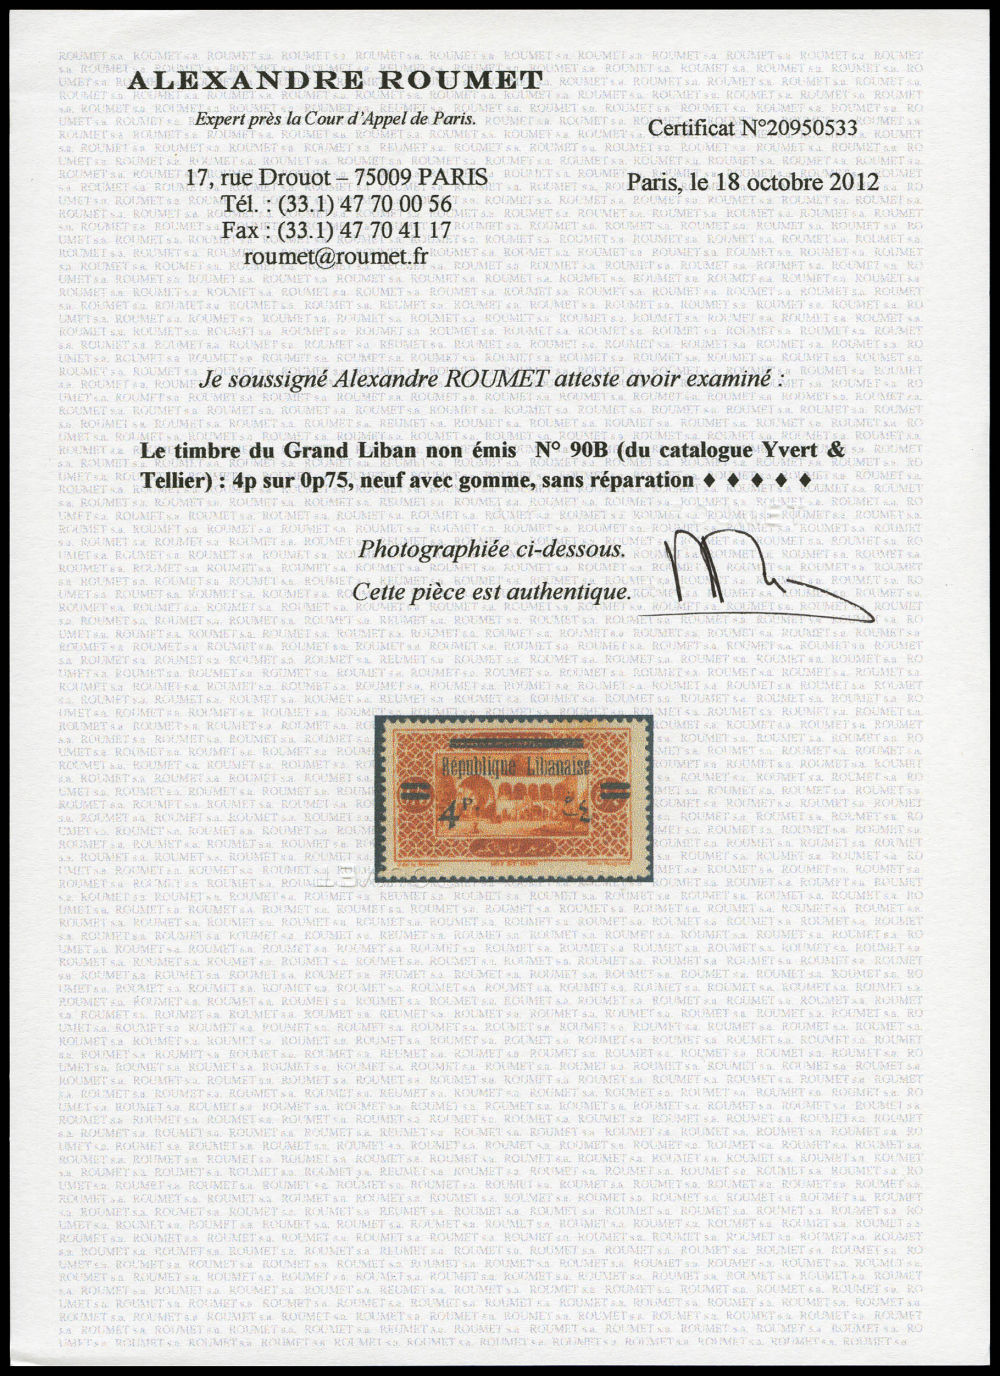 ALEXANDRE ROUMET
Expert près la Cour d'Appel de Paris.
Certificat N°20950533
17, rue Drouot – 75009 PARIS
Paris, le 18 octobre 2012
Tél. : (33.1) 47 70 00 56
Fax : (33.1) 47 70 41 17
roumet@roumet.fr
Je soussigné Alexandre ROUMET atteste avoir examiné :
Le timbre du Grand Liban non émis N° 90B (du catalogue Yvert &
Tellier) : 4p sur 0p75, neuf avec gomme, sans réparation ♦ ♦ ♦ ♦ ♦
Photographiée ci-dessous.
Cette pièce est authentique.
République Libanaise
4P.